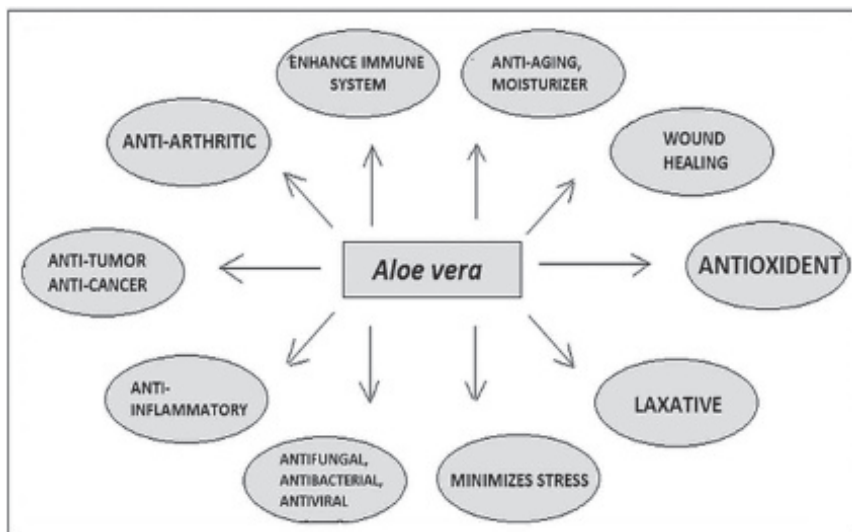 ENHANCE IMMUNE
SYSTEM
ANTI-AGING,
MOISTURIZER
ANTI-ARTHRITIC
WOUND
HEALING
ANTI-TUMOR
ANTI-CANCER
Aloe vera
ANTIOXIDENT
ANTI-
INFLAMMATORY
LAXATIVE
ANTIFUNGAL,
ANTIBACTERIAL,
ANTIVIRAL
MINIMIZES STRESS